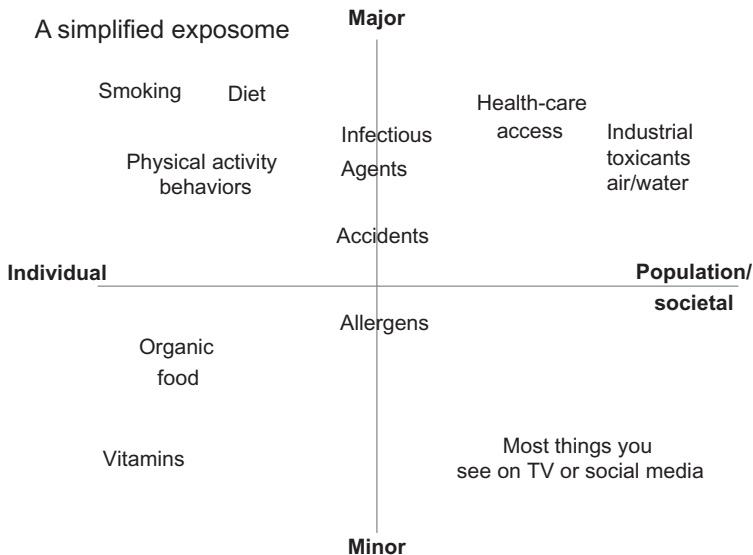 A simplified exposome
Major
Smoking
Diet
Health-care
access
Infectious
Agents
Industrial
toxicants
air/water
Physical activity
behaviors
Accidents
Individual
Population/
societal
Allergens
Organic
food
Vitamins
Most things you
see on TV or social media
Minor